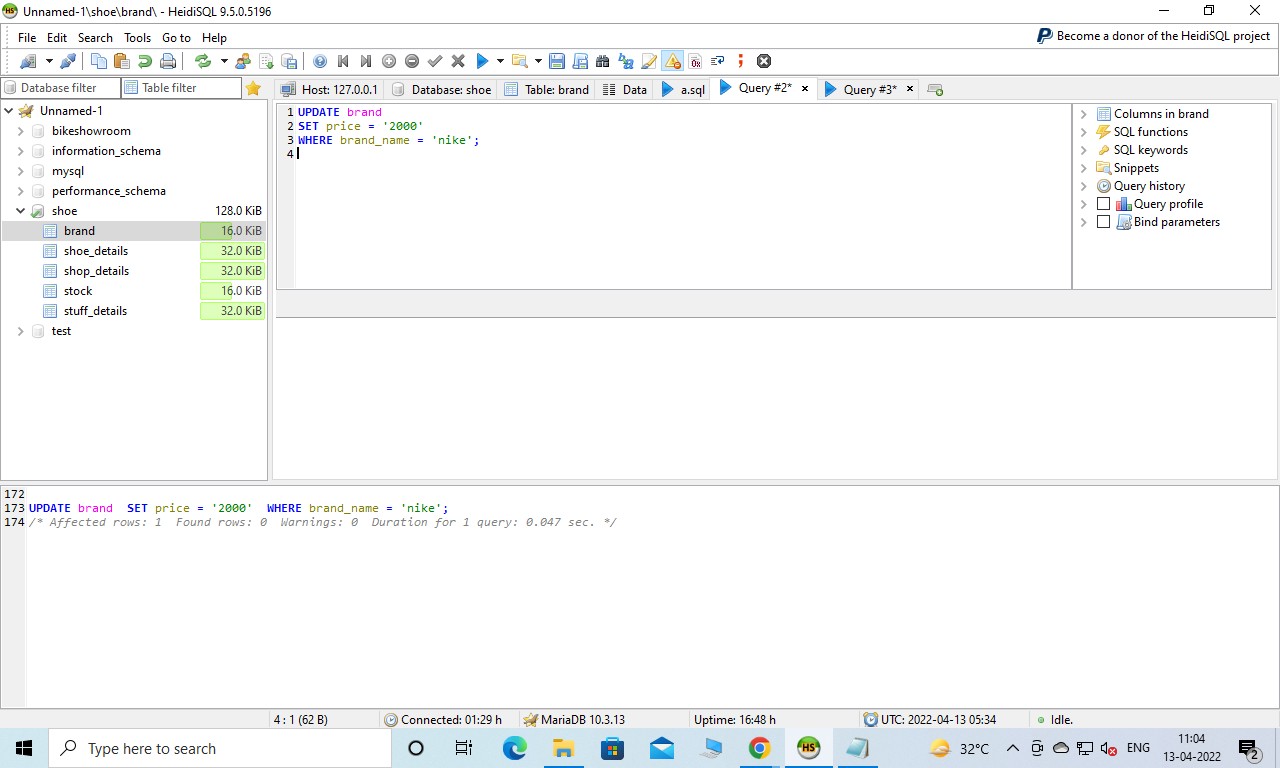 Unnamed-1\shoe\brand\ - HeidiSQL 9.5.0.5196
File Edit Search Tools Go to Help
Become a donor of the HeidiSQL project
Database filter Table filter
Host: 127.0.0.1 Database: shoe Table: brand Data a.sql Query #2* Query #3*
Unnamed-1
bikeshowroom
information_schema
mysql
performance_schema
shoe 128.0 KiB
brand 16.0 KiB
shoe_details 32.0 KiB
shop_details 32.0 KiB
stock 16.0 KiB
stuff_details 32.0 KiB
test
1 UPDATE brand
2 SET price = '2000'
3 WHERE brand_name = 'nike';
4
Columns in brand
SQL functions
SQL keywords
Snippets
Query history
Query profile
Bind parameters
172
173 UPDATE brand  SET price = '2000'  WHERE brand_name = 'nike';
174 /* Affected rows: 1  Found rows: 0  Warnings: 0  Duration for 1 query: 0.047 sec. */
4 : 1 (62 B) Connected: 01:29 h MariaDB 10.3.13 Uptime: 16:48 h UTC: 2022-04-13 05:34 Idle.
Type here to search
HS
32°C
ENG
11:04
13-04-2022
2